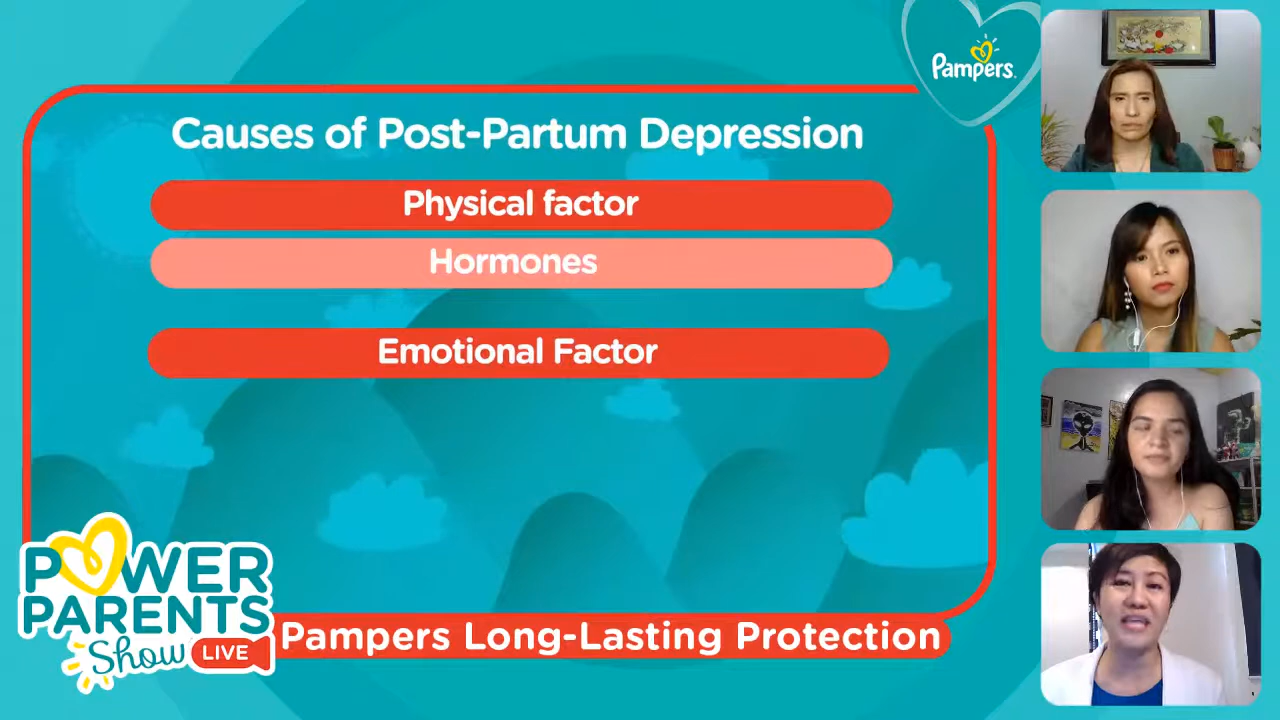 Pampers
Causes of Post-Partum Depression
Physical factor
Hormones
Emotional Factor
POWER
PARENTS
Show LIVE
Pampers Long-Lasting Protection